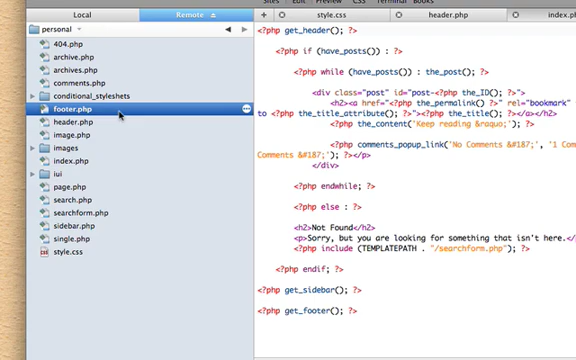 Preview CSS Terminal Books
Local Remote
style.css header.php index.ph
personal
404.php
archive.php
archives.php
comments.php
conditional_stylesheets
footer.php
header.php
image.php
images
index.php
iui
page.php
search.php
searchform.php
sidebar.php
single.php
style.css
<?php get_header(); ?>
<?php if (have_posts()) : ?>
<?php while (have_posts()) : the_post(); ?>
<div class="post" id="post-<?php the_ID(); ?>">
<h2><a href="<?php the_permalink() ?>" rel="bookmark"
to <?php the_title_attribute(); ?>"><?php the_title(); ?></a></h2>
<?php the_content('Keep reading &raquo;'); ?>
<?php comments_popup_link('No Comments &#187;', '1 Com
Comments &#187;'); ?></p>
</div>
<?php endwhile; ?>
<?php else : ?>
<h2>Not Found</h2>
<p>Sorry, but you are looking for something that isn't here.</
<?php include (TEMPLATEPATH . "/searchform.php"); ?>
<?php endif; ?>
<?php get_sidebar(); ?>
<?php get_footer(); ?>